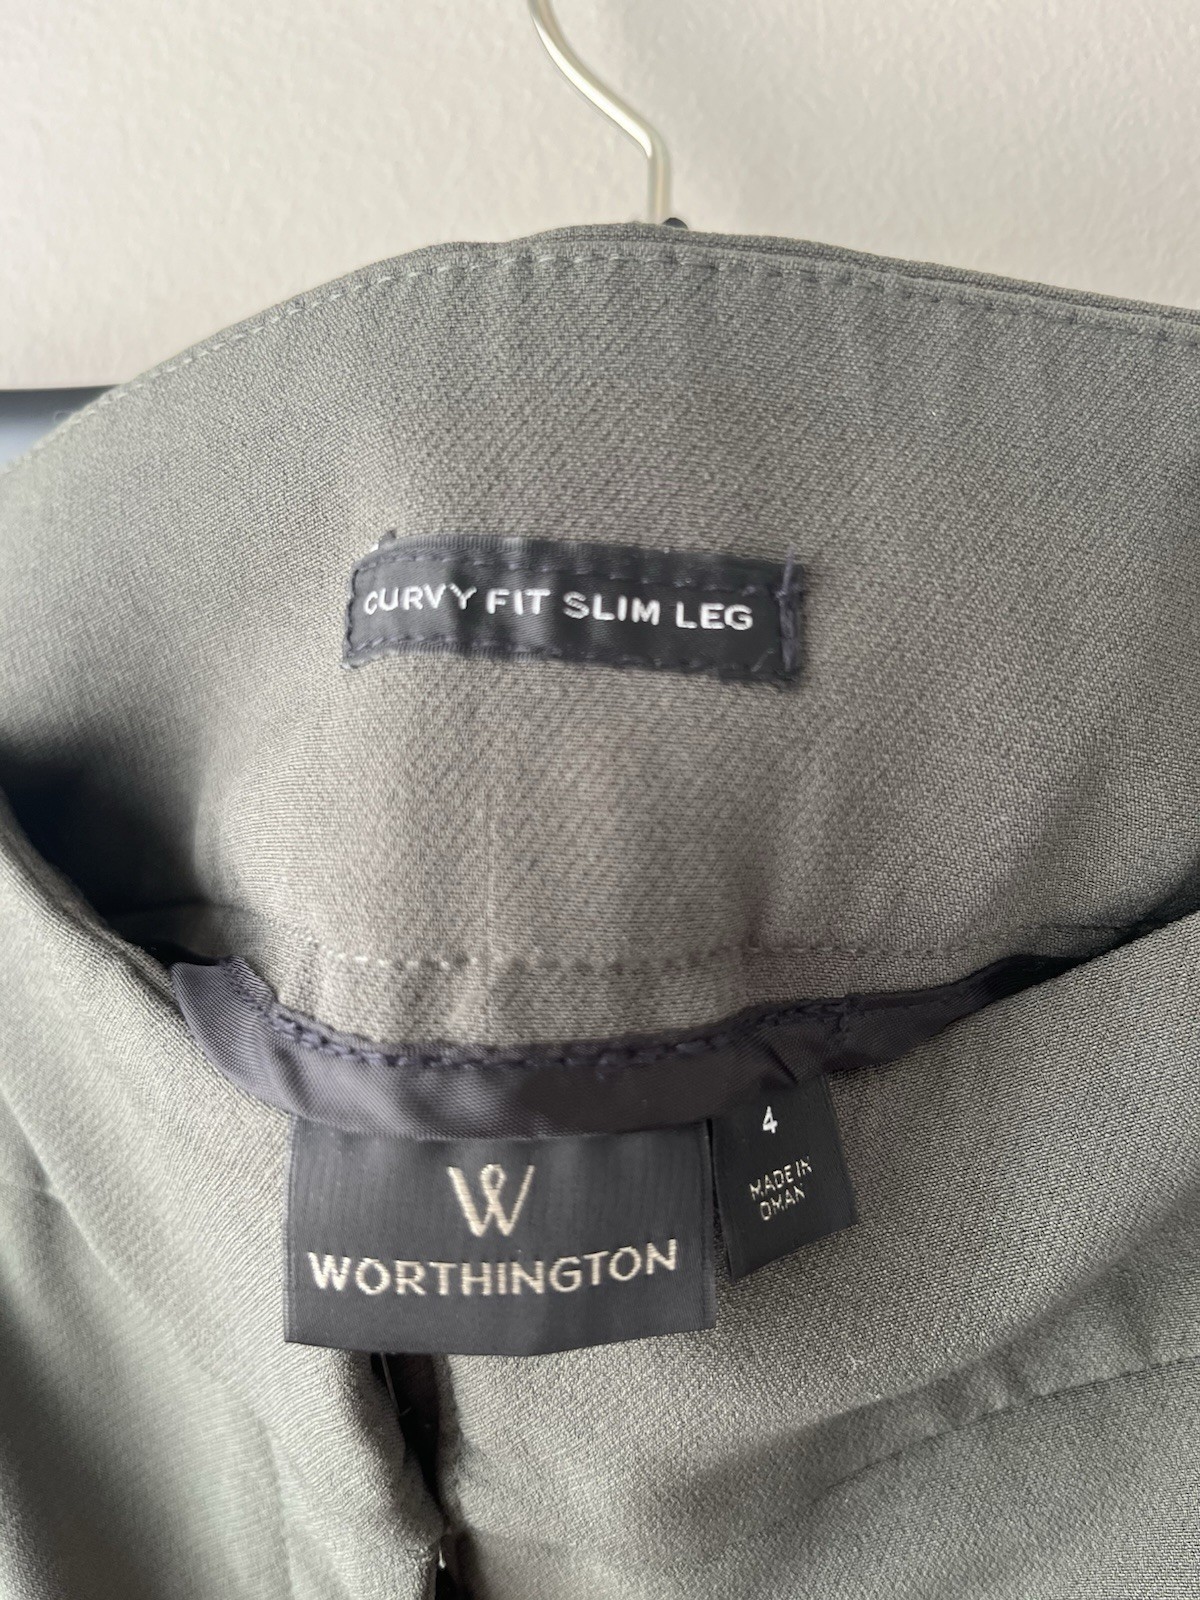 CURVY FIT SLIM LEG
W
WORTHINGTON
4
MADE IN
OMAN